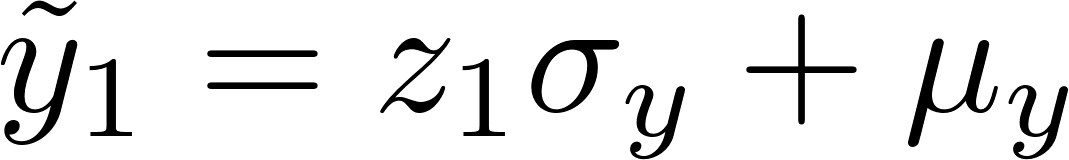 ỹ₁ = z₁σ_y + μ_y